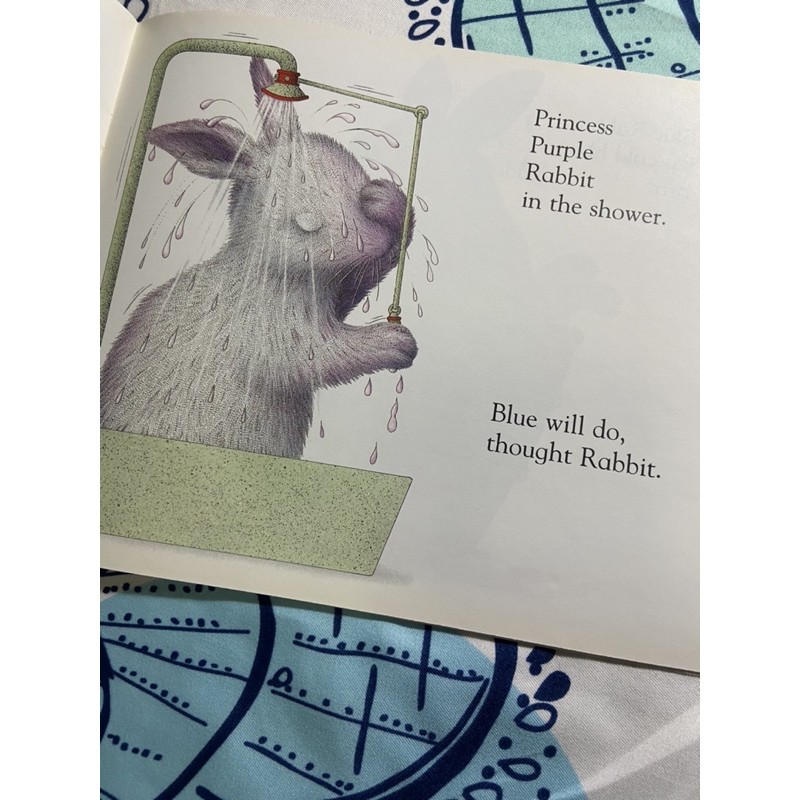 Princess
Purple
Rabbit
in the shower.
Blue will do,
thought Rabbit.